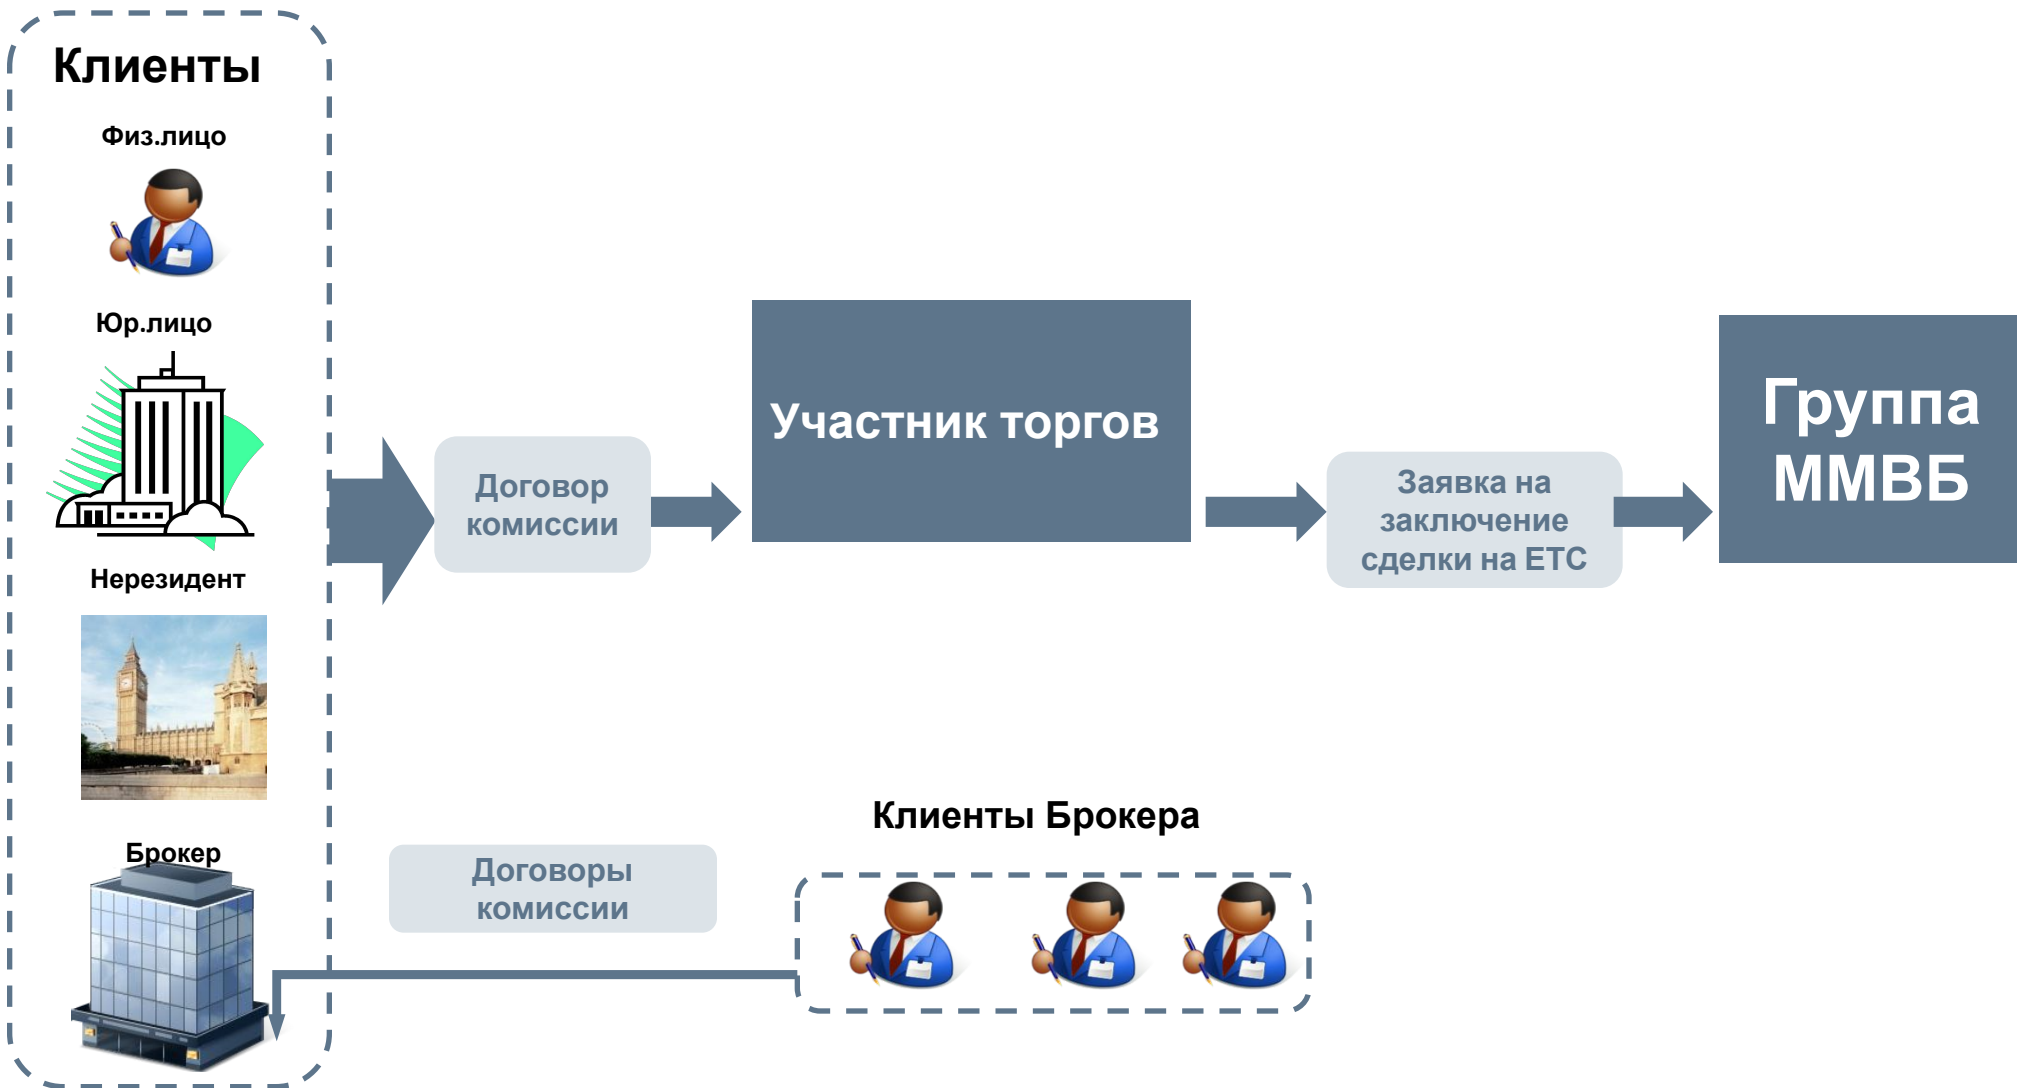 Клиенты
Физ.лицо
Юр.лицо
Нерезидент
Брокер
Договор
комиссии
Участник торгов
Заявка на
заключение
сделки на ЕТС
Группа
ММВБ
Клиенты Брокера
Договоры
комиссии